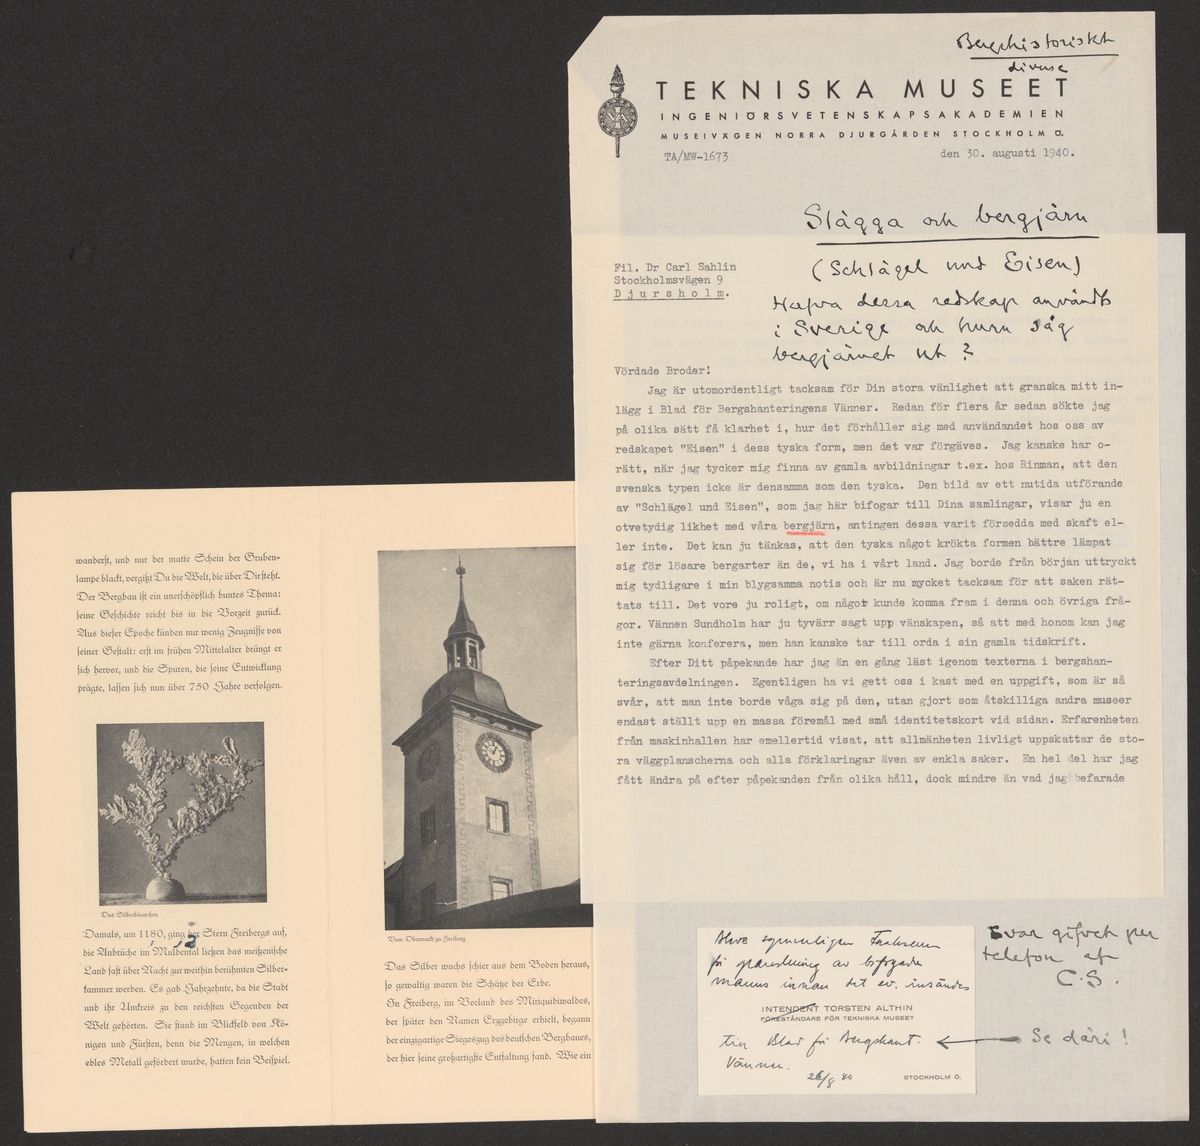 Bergshistoriskt
diverse
TEKNISKA MUSEET
INGENIÖRSVETENSKAPSAKADEMIEN
MUSEIVÄGEN NORRA DJURGÅRDEN STOCKHOLM Ö.
TA/MW-1673
den 30. augusti 1940.
Slägga och bergjärn
(Schlägel und Eisen)
Hafva dessa redskap användts
i Sverige och huru såg
bergjärnet ut?
Fil. Dr Carl Sahlin
Stockholmsvägen 9
Djursholm.
Vördade Broder!
Jag är utomordentligt tacksam för Din stora vänlighet att granska mitt in-
lägg i Blad för Bergshanteringens Vänner. Redan för flera år sedan sökte jag
på olika sätt få klarhet i, hur det förhåller sig med användandet hos oss av
redskapet "Eisen" i dess tyska form, men det var förgäves. Jag kanske har o-
rätt, när jag tycker mig finna av gamla avbildningar t.ex. hos Rinman, att den
svenska typen icke är densamma som den tyska. Den bild av ett nutida utförande
av "Schlägel und Eisen", som jag här bifogar till Dina samlingar, visar ju en
otvetydig likhet med våra bergjärn, antingen dessa varit försedda med skaft el-
ler inte. Det kan ju tänkas, att den tyska något krökta formen bättre lämpat
sig för lösare bergarter än de, vi ha i vårt land. Jag borde från början uttryckt
mig tydligare i min blygsamma notis och är nu mycket tacksam för att saken rät-
tats till. Det vore ju roligt, om något kunde komma fram i denna och övriga frå-
gor. Vännen Sundholm har ju tyvärr sagt upp vänskapen, så att med honom kan jag
inte gärna konferera, men han kanske tar till orda i sin gamla tidskrift.
Efter Ditt påpekande har jag än en gång läst igenom texterna i bergshan-
teringsavdelningen. Egentligen ha vi gett oss i kast med en uppgift, som är så
svår, att man inte borde våga sig på den, utan gjort som åtskilliga andra museer
endast ställt upp en massa föremål med små identitetskort vid sidan. Erfarenheten
från maskinhallen har emellertid visat, att allmänheten livligt uppskattar de sto-
ra väggplanscherna och alla förklaringar även av enkla saker. En hel del har jag
fått ändra på efter påpekanden från olika håll, dock mindre än vad jag befarade
wanderst, und nur der matte Schein der Gruben-
lampe blackt, vergißt Du die Welt, die über Dir steht.
Der Bergbau ist ein unerschöpflich buntes Thema:
seine Geschichte reicht bis in die Vorzeit zurück.
Aus dieser Epoche künden nur wenig Zeugnisse von
seiner Gestalt: erst im frühen Mittelalter drängt er
sich hervor, und die Spuren, die seine Entwicklung
prägte, lassen sich nun über 750 Jahre verfolgen.
Das Silberbäumchen
Damals, um 1180, ging der Stern Freibergs auf,
die Anbrüche im Muldental ließen das meißenische
Land fast über Nacht zur weithin berühmten Silber-
kammer werden. Es gab Jahrzehnte, da die Stadt
und ihr Umkreis zu den reichsten Gegenden der
Welt gehörten. Sie stand im Blickfeld von Kö-
nigen und Fürsten, denn die Mengen, in welchen
edles Metall gefördert wurde, hatten kein Beispiel.
Vom Obermarkt zu Freiberg
Das Silber wuchs schier aus dem Boden heraus,
so gewaltig waren die Schätze der Erde.
In Freiberg, im Vorland des Miriquidiwaldes,
der später den Namen Erzgebirge erhielt, begann
der einzigartige Siegeszug des deutschen Bergbaues,
der hier seine großartigste Entfaltung fand. Wie ein
för granskning av bifogade
manus innan det ev. insändes
INTENDENT TORSTEN ALTHIN
FÖRESTÅNDARE FÖR TEKNISKA MUSEET
till Blad för Bergshant.
Vänner.
26/8 40
STOCKHOLM Ö.
Svar gifvet per
telefon af
C.S.
Se däri!